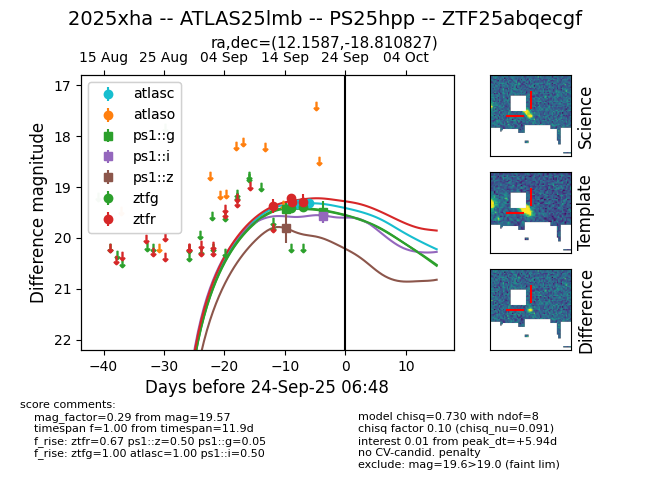 2025xha -- ATLAS25lmb -- PS25hpp -- ZTF25abqecgf
ra,dec=(12.1587,-18.810827)
15 Aug 25 Aug 04 Sep 14 Sep 24 Sep 04 Oct
17
18
19
20
21
22
Difference magnitude
atlasc
atlaso
ps1::g
ps1::i
ps1::z
ztfg
ztfr
−40 −30 −20 −10 0 10
Days before 24-Sep-25 06:48
Science
Template
Difference
score comments:
mag_factor=0.29 from mag=19.57
timespan f=1.00 from timespan=11.9d
f_rise: ztfr=0.67 ps1::z=0.50 ps1::g=0.05
f_rise: ztfg=1.00 atlasc=1.00 ps1::i=0.50
model chisq=0.730 with ndof=8
chisq factor 0.10 (chisq_nu=0.091)
interest 0.01 from peak_dt=+5.94d
no CV-candid. penalty
exclude: mag=19.6>19.0 (faint lim)